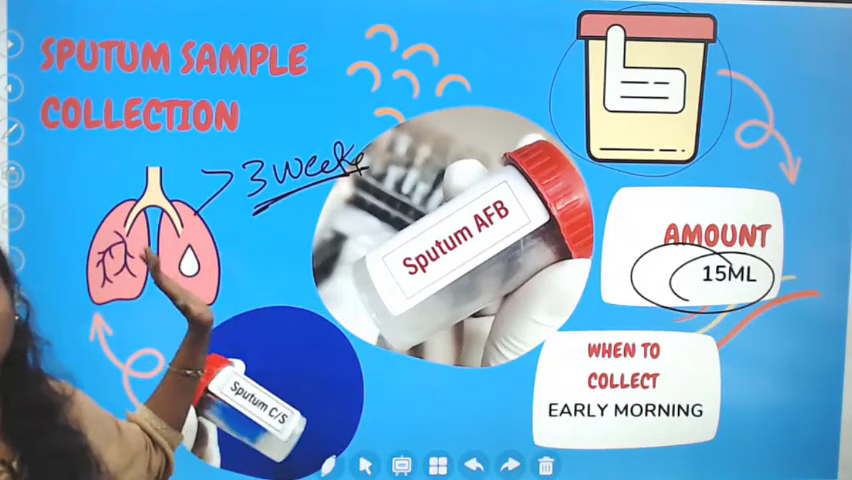 SPUTUM SAMPLE
COLLECTION
> 3 weeks
Sputum AFB
AMOUNT
15ML
WHEN TO
COLLECT
EARLY MORNING
Sputum C/S